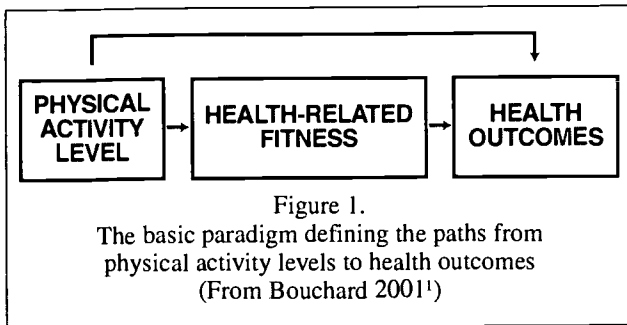 PHYSICAL
ACTIVITY
LEVEL
HEALTH-RELATED
FITNESS
HEALTH
OUTCOMES
Figure 1.
The basic paradigm defining the paths from
physical activity levels to health outcomes
(From Bouchard 2001¹)